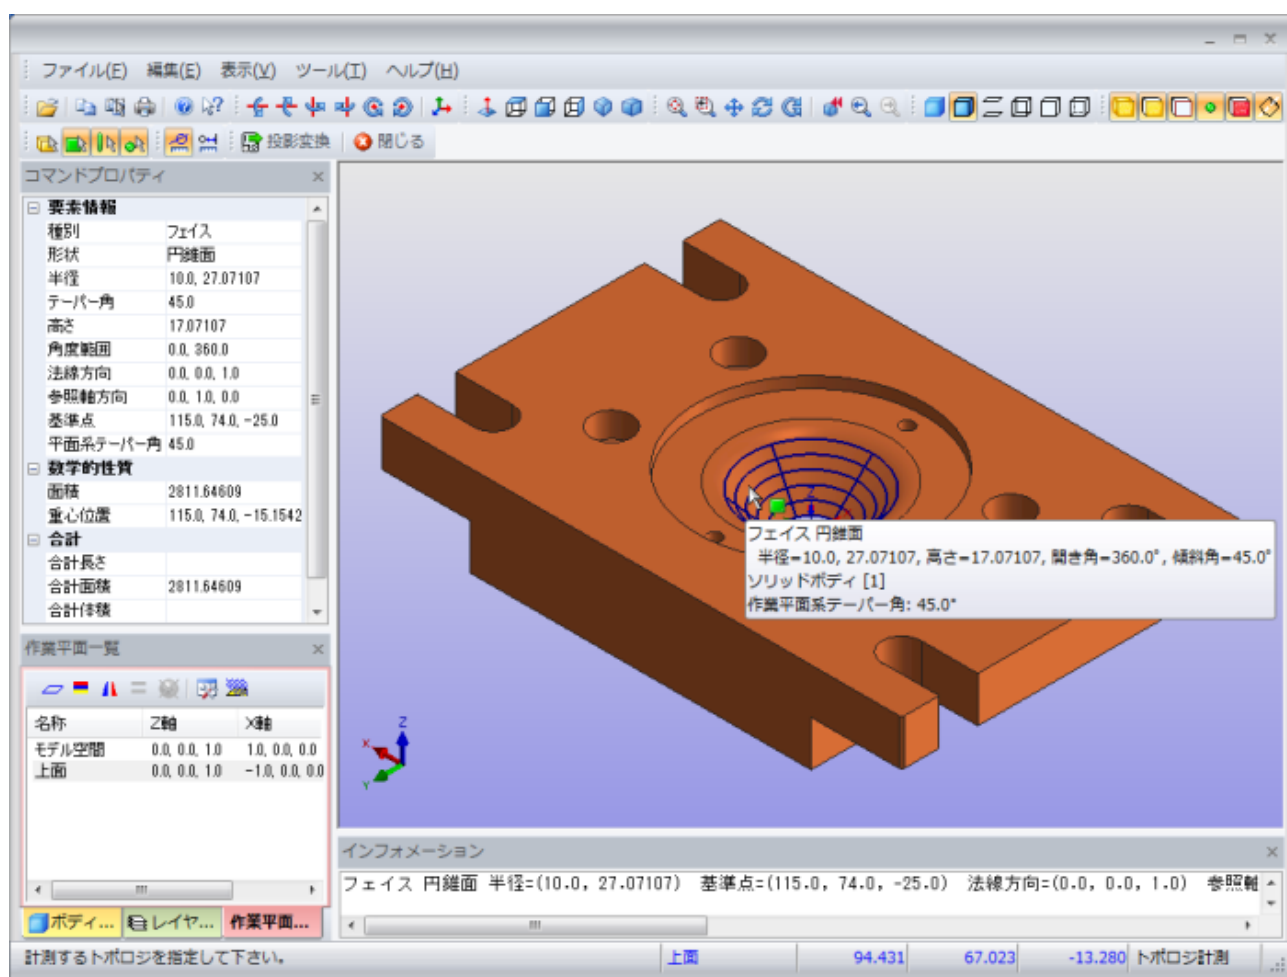 ファイル(F) 編集(E) 表示(V) ツール(T) ヘルプ(H)
投影変換 閉じる
コマンドプロパティ
要素情報
種別 フェイス
形状 円錐面
半径 10.0, 27.07107
テーパー角 45.0
高さ 17.07107
角度範囲 0.0, 360.0
法線方向 0.0, 0.0, 1.0
参照軸方向 0.0, 1.0, 0.0
基準点 115.0, 74.0, -25.0
平面系テーパー角 45.0
数学的性質
面積 2811.64609
重心位置 115.0, 74.0, -15.1542
合計
合計長さ
合計面積 2811.64609
合計体積
作業平面一覧
名称 Z軸 X軸
モデル空間 0.0, 0.0, 1.0 1.0, 0.0, 0.0
上面 0.0, 0.0, 1.0 -1.0, 0.0, 0.0
ボディ... レイヤ... 作業平面...
Z
フェイス 円錐面
半径=10.0, 27.07107, 高さ=17.07107, 開き角=360.0°, 傾斜角=45.0°
ソリッドボディ [1]
作業平面系テーパー角: 45.0°
Z
X
Y
インフォメーション
フェイス 円錐面 半径=(10.0, 27.07107) 基準点=(115.0, 74.0, -25.0) 法線方向=(0.0, 0.0, 1.0) 参照軸
計測するトポロジを指定して下さい。 上面 94.431 67.023 -13.280 トポロジ計測